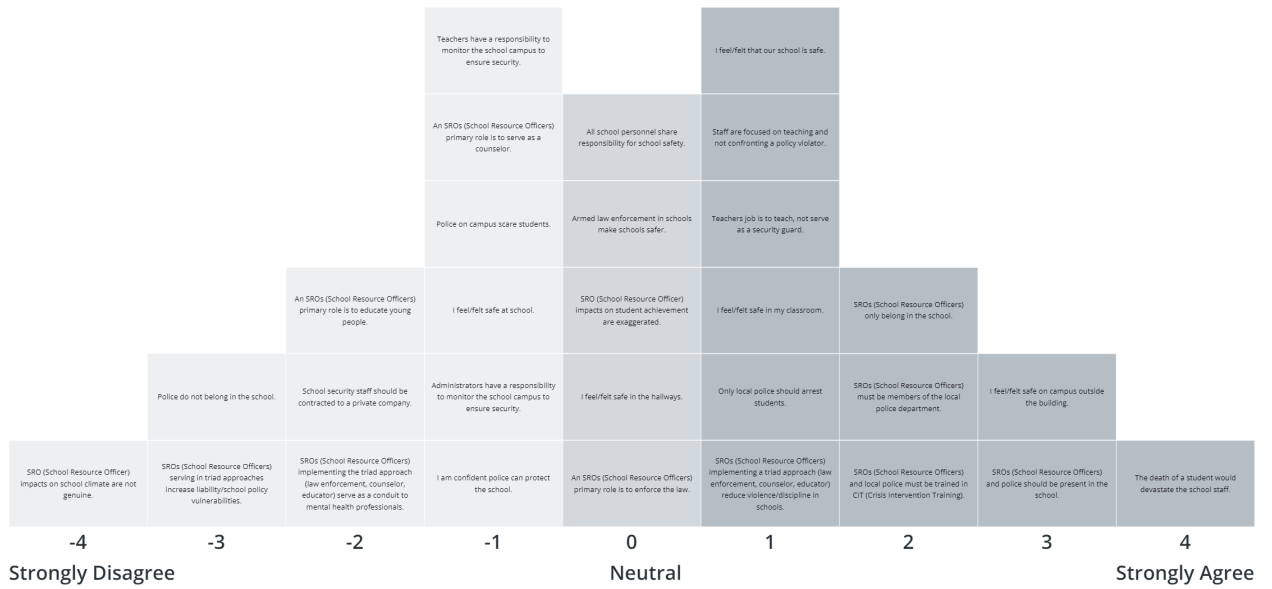 Teachers have a responsibility to
monitor the school campus to
ensure security.
I feel/felt that our school is safe.
An SROs (School Resource Officers)
primary role is to serve as a
counselor.
All school personnel share
responsibility for school safety.
Staff are focused on teaching and
not confronting a policy violator.
Police on campus scare students.
Armed law enforcement in schools
make schools safer.
Teachers job is to teach, not serve
as a security guard.
An SROs (School Resource Officers)
primary role is to educate young
people.
I feel/felt safe at school.
SRO (School Resource Officer)
impacts on student achievement
are exaggerated.
I feel/felt safe in my classroom.
SROs (School Resource Officers)
only belong in the school.
Police do not belong in the school.
School security staff should be
contracted to a private company.
Administrators have a responsibility
to monitor the school campus to
ensure security.
I feel/felt safe in the hallways.
Only local police should arrest
students.
SROs (School Resource Officers)
must be members of the local
police department.
I feel/felt safe on campus outside
the building.
SRO (School Resource Officer)
impacts on school climate are not
genuine.
SROs (School Resource Officers)
serving in triad approaches
increase liability/school policy
vulnerabilities.
SROs (School Resource Officers)
implementing the triad approach
(law enforcement, counselor,
educator) serve as a conduit to
mental health professionals.
I am confident police can protect
the school.
An SROs (School Resource Officers)
primary role is to enforce the law.
SROs (School Resource Officers)
implementing a triad approach (law
enforcement, counselor, educator)
reduce violence/discipline in
schools.
SROs (School Resource Officers)
and local police must be trained in
CIT (Crisis Intervention Training).
SROs (School Resource Officers)
and police should be present in the
school.
The death of a student would
devastate the school staff.
-4 -3 -2 -1 0 1 2 3 4
Strongly Disagree Neutral Strongly Agree